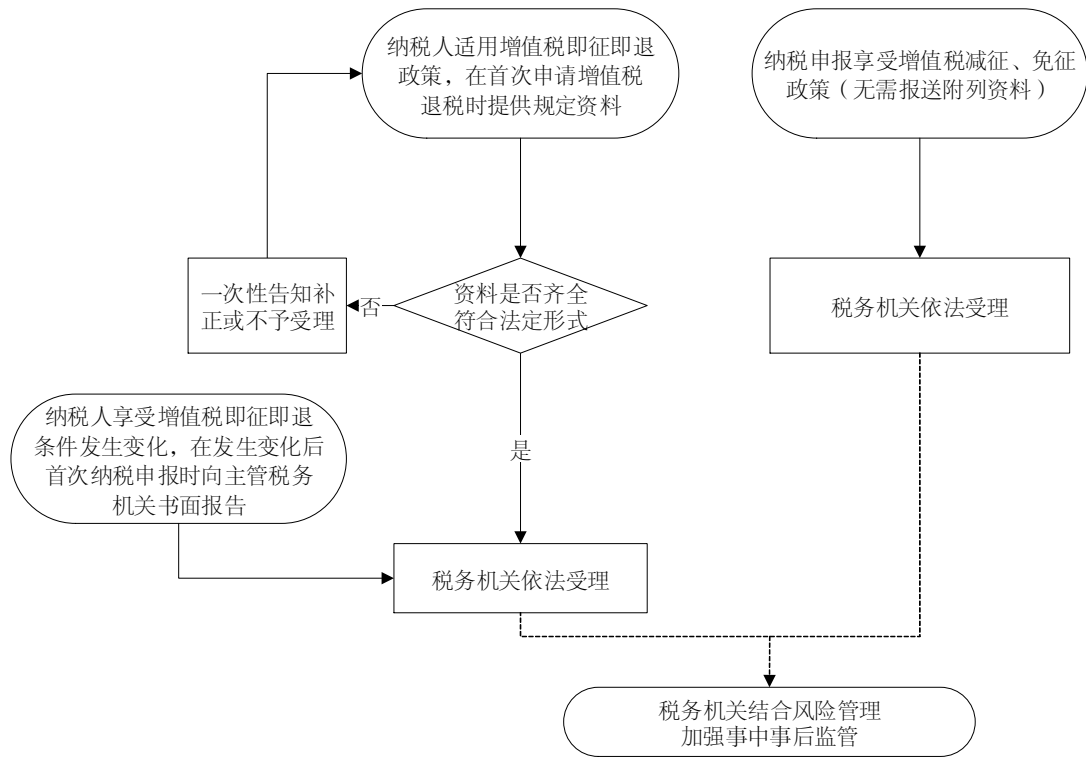 纳税人适用增值税即征即退
政策，在首次申请增值税
退税时提供规定资料
纳税申报享受增值税减征、免征
政策（无需报送附列资料）
一次性告知补
正或不予受理
否
资料是否齐全
符合法定形式
税务机关依法受理
纳税人享受增值税即征即退
条件发生变化，在发生变化后
首次纳税申报时向主管税务
机关书面报告
是
税务机关依法受理
税务机关结合风险管理
加强事中事后监管